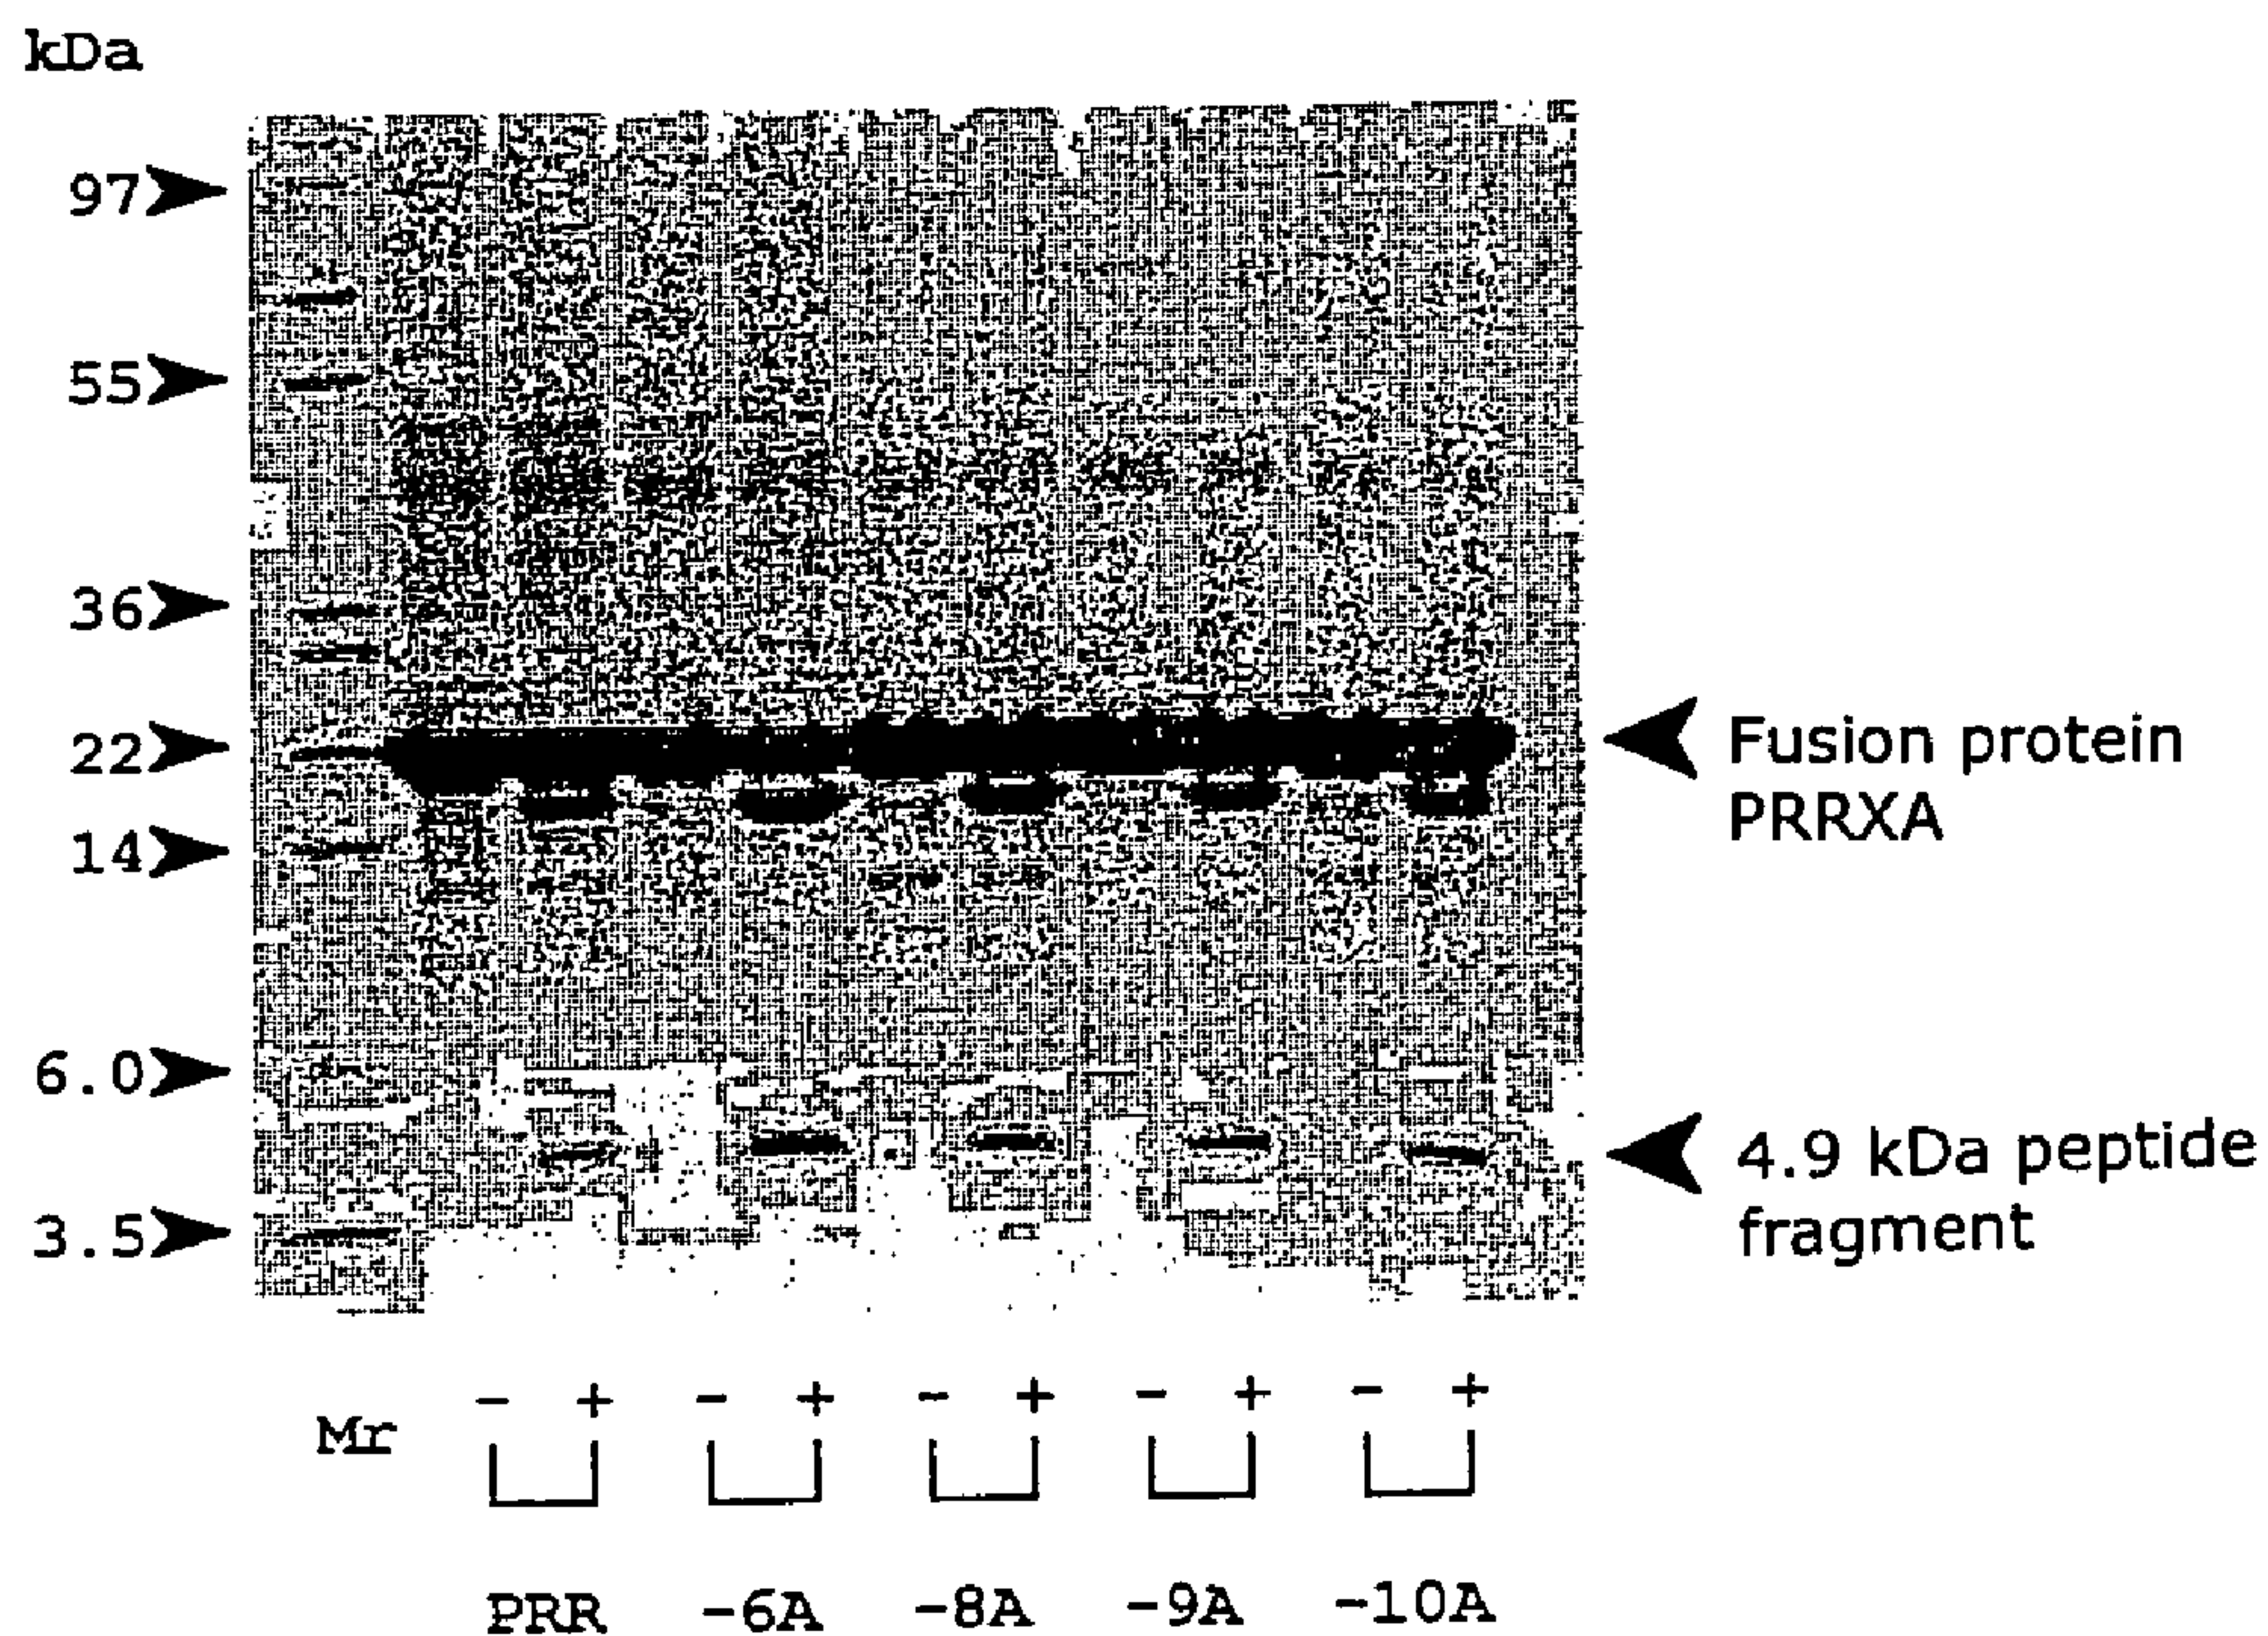 kDa
97
55
36
22
14
6.0
3.5
Fusion protein
PRRXA
4.9 kDa peptide
fragment
Mr - + - + - + - + - +
PRR -6A -8A -9A -10A